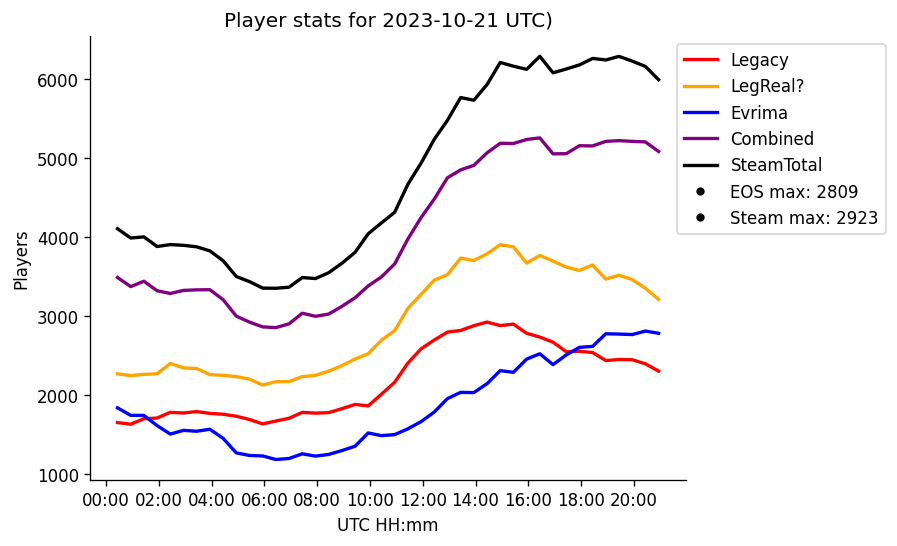 Player stats for 2023-10-21 UTC)
Legacy
LegReal?
Evrima
Combined
SteamTotal
EOS max: 2809
Steam max: 2923
Players
6000
5000
4000
3000
2000
1000
00:00 02:00 04:00 06:00 08:00 10:00 12:00 14:00 16:00 18:00 20:00
UTC HH:mm